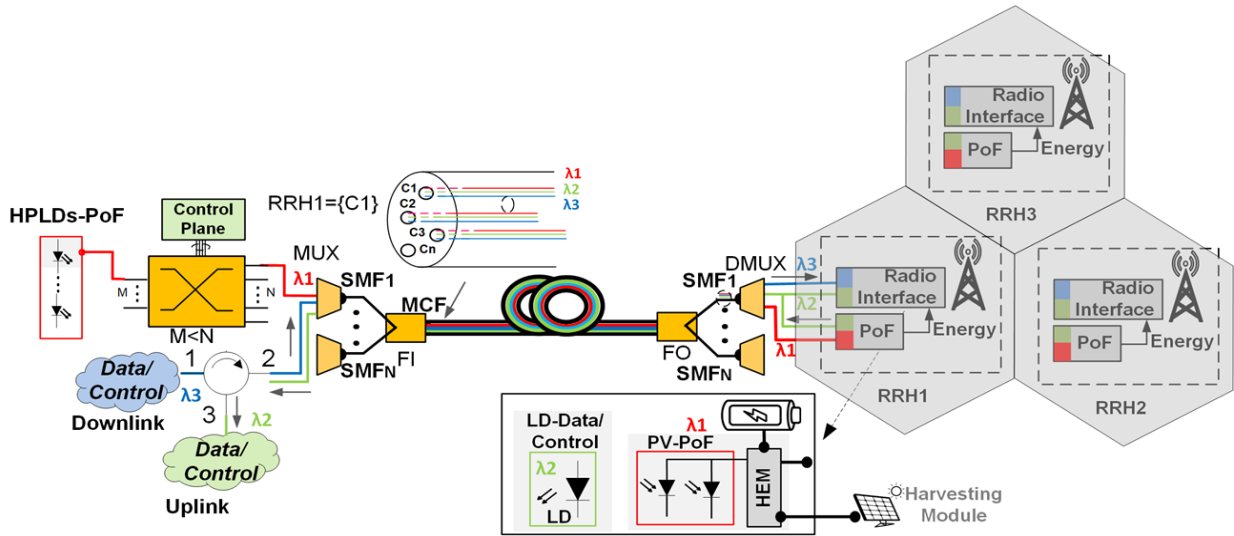 HPLDs-PoF
Control
Plane
M
N
M<N
λ1
MUX
SMF1
SMFN
FI
MCF
RRH1={C1}
C1
C2
C3
Cn
λ1
λ2
λ3
Data/
Control
Downlink
1
λ3
2
3
λ2
Data/
Control
Uplink
FO
SMF1
SMFN
DMUX
λ3
λ2
λ1
Radio
Interface
PoF
Energy
RRH3
Radio
Interface
PoF
Energy
RRH1
Radio
Interface
PoF
Energy
RRH2
LD-Data/
Control
λ2
LD
λ1
PV-PoF
HEM
Harvesting
Module